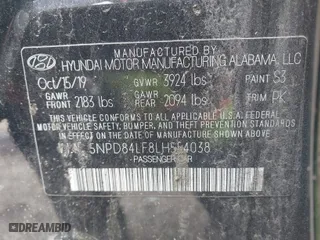 MANUFACTURED BY
HYUNDAI MOTOR MANUFACTURING ALABAMA, LLC
Oct/15/19 GVWR 3924 lbs PAINT S3
GAWR FRONT 2183 lbs GAWR REAR 2094 lbs TRIM PK
THIS VEHICLE CONFORMS TO ALL APPLICABLE U.S. FEDERAL MOTOR VEHICLE
SAFETY, BUMPER, AND THEFT PREVENTION STANDARDS IN
EFFECT ON THE DATE OF MANUFACTURE SHOWN ABOVE.
5NPD84LF8LH5 4038
PASSENGER CAR